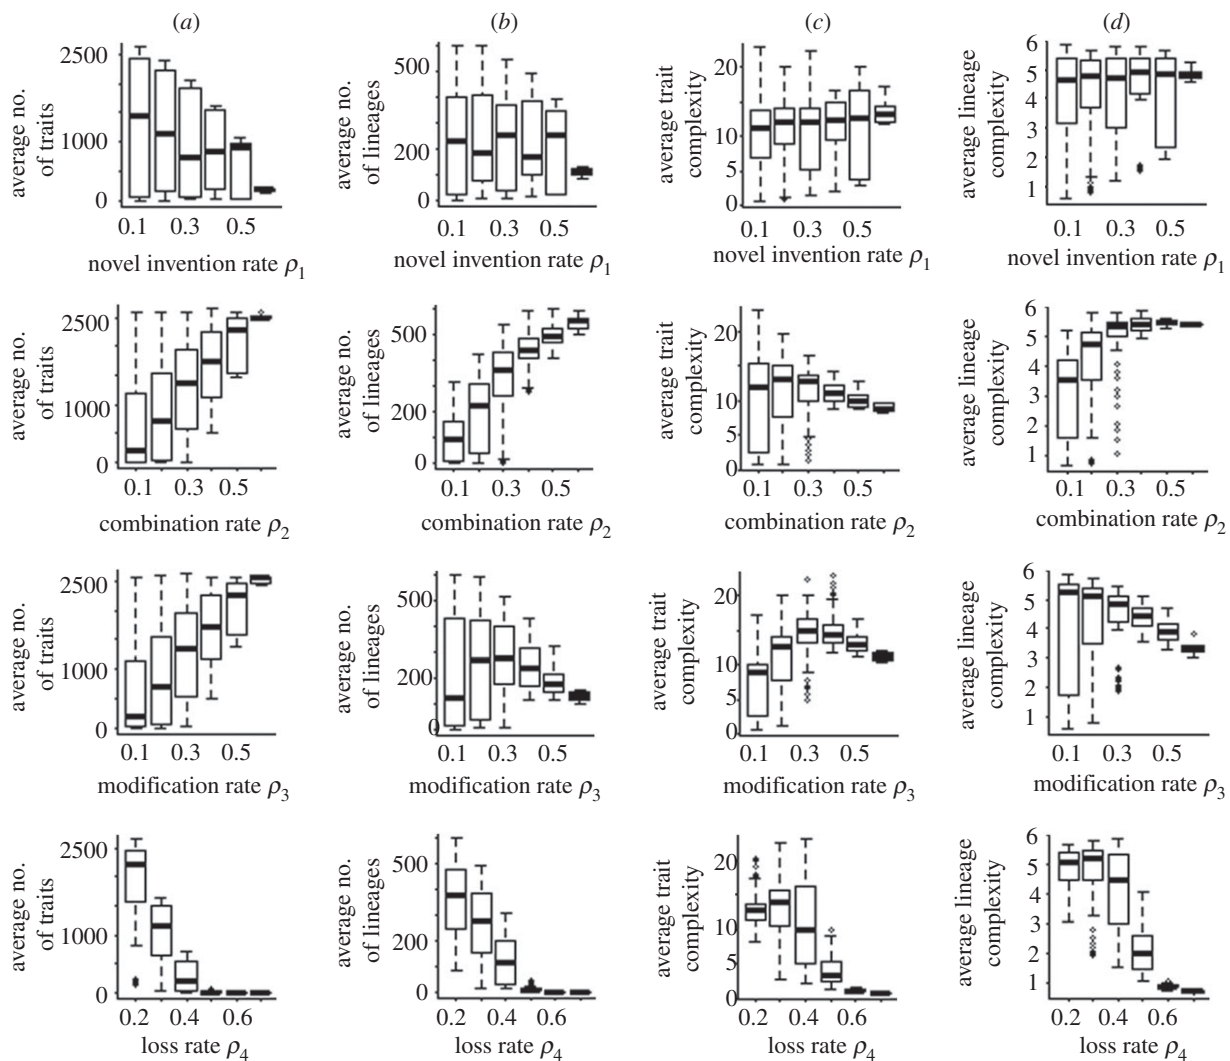 (a) (b) (c) (d)
average no. of traits
2500
1000
0
0.1 0.3 0.5
novel invention rate ρ1
average no. of lineages
500
200
0
0.1 0.3 0.5
novel invention rate ρ1
average trait complexity
20
15
10
5
0
0.1 0.3 0.5
novel invention rate ρ1
average lineage complexity
6
5
4
3
2
1
0.1 0.3 0.5
novel invention rate ρ1
average no. of traits
2500
1000
0
0.1 0.3 0.5
combination rate ρ2
average no. of lineages
500
200
0
0.1 0.3 0.5
combination rate ρ2
average trait complexity
20
10
5
0
0.1 0.3 0.5
combination rate ρ2
average lineage complexity
6
5
4
3
2
1
0.1 0.3 0.5
combination rate ρ2
average no. of traits
2500
1000
0
0.1 0.3 0.5
modification rate ρ3
average no. of lineages
500
200
0
0.1 0.3 0.5
modification rate ρ3
average trait complexity
20
10
0
0.1 0.3 0.5
modification rate ρ3
average lineage complexity
6
5
4
3
2
1
0.1 0.3 0.5
modification rate ρ3
average no. of traits
2500
1000
0
0.2 0.4 0.6
loss rate ρ4
average no. of lineages
500
200
0
0.2 0.4 0.6
loss rate ρ4
average trait complexity
20
10
5
0
0.2 0.4 0.6
loss rate ρ4
average lineage complexity
6
5
4
3
2
1
0.2 0.4 0.6
loss rate ρ4